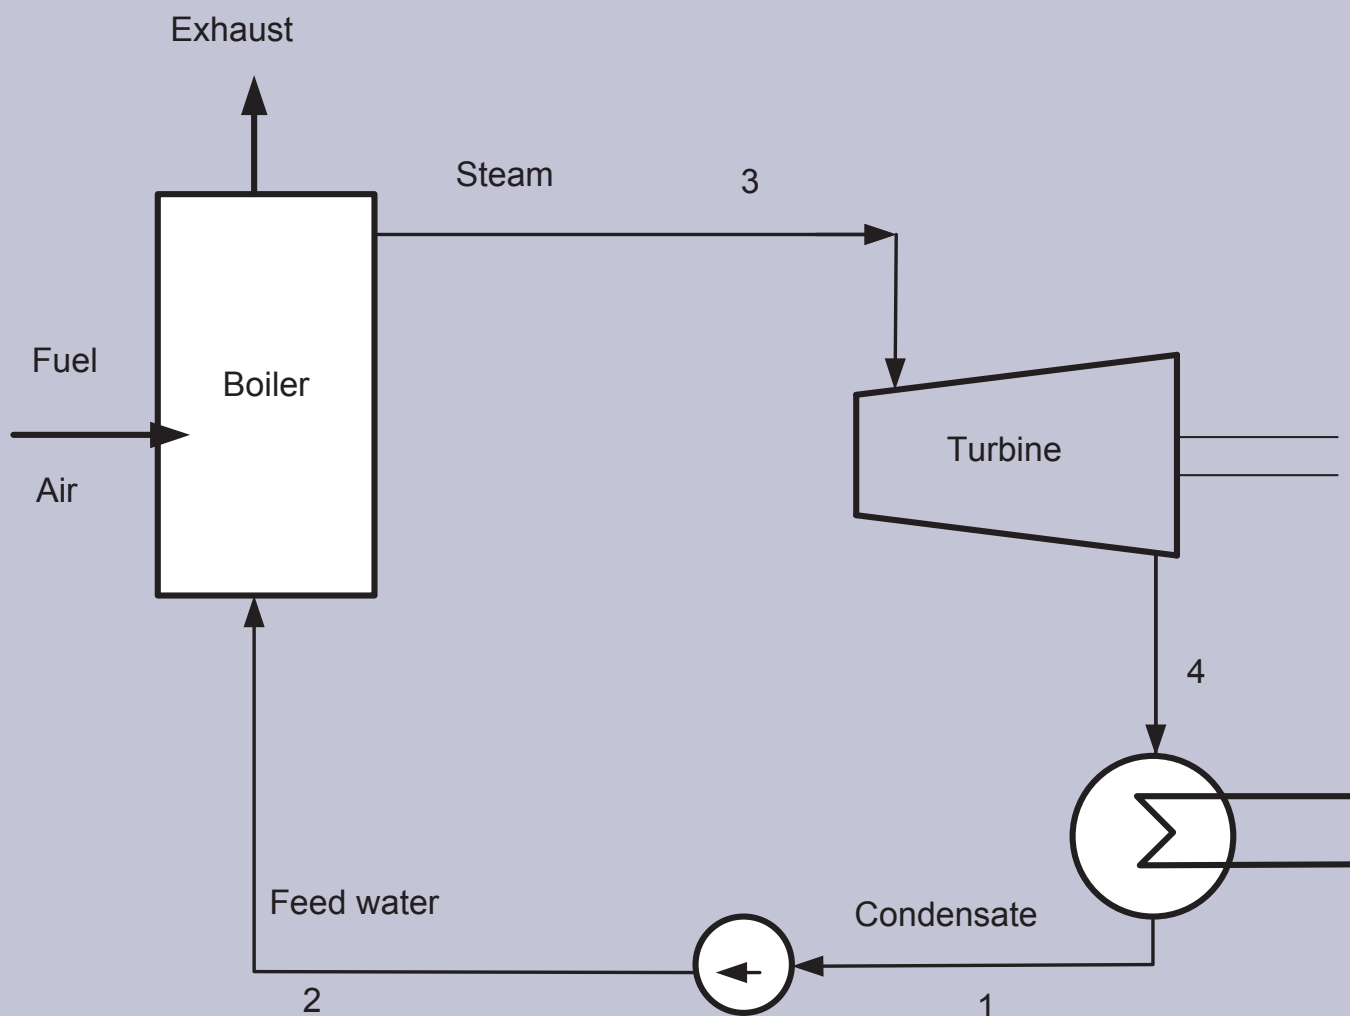 Exhaust
Steam
3
Fuel
Boiler
Air
Turbine
4
Feed water
Condensate
2
1